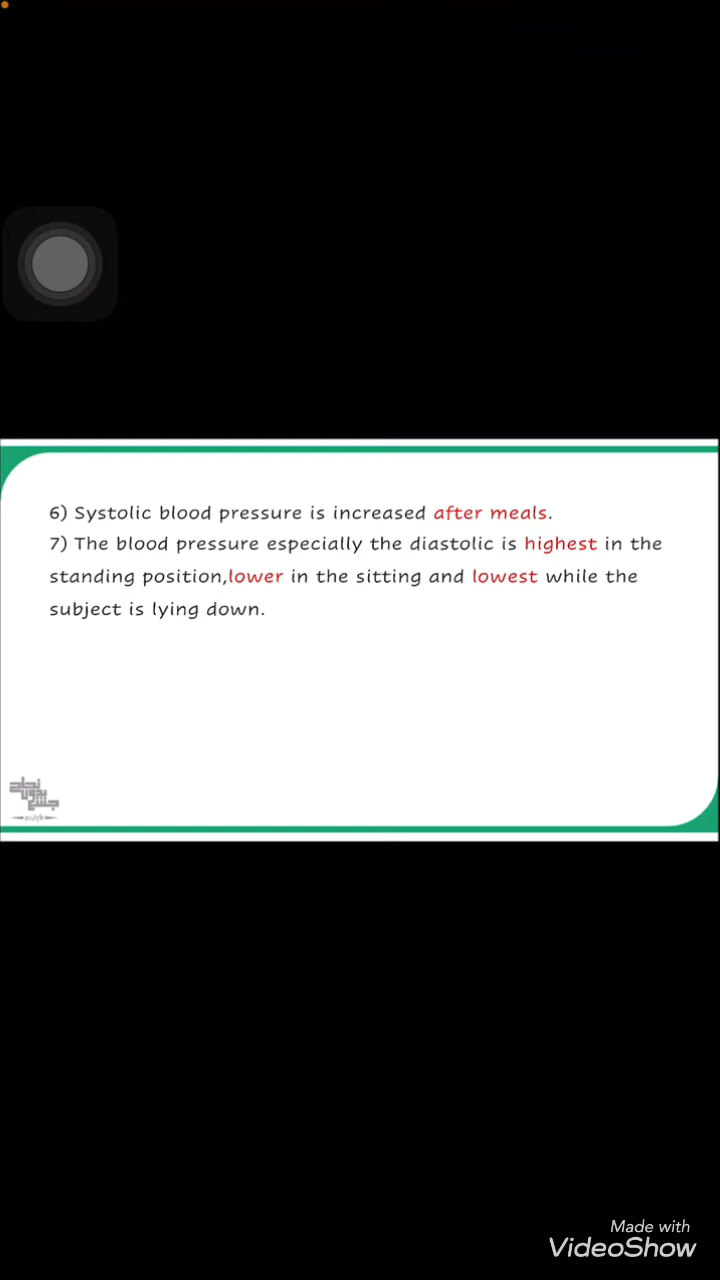 6) Systolic blood pressure is increased after meals.
7) The blood pressure especially the diastolic is highest in the
standing position,lower in the sitting and lowest while the
subject is lying down.
Made with
VideoShow